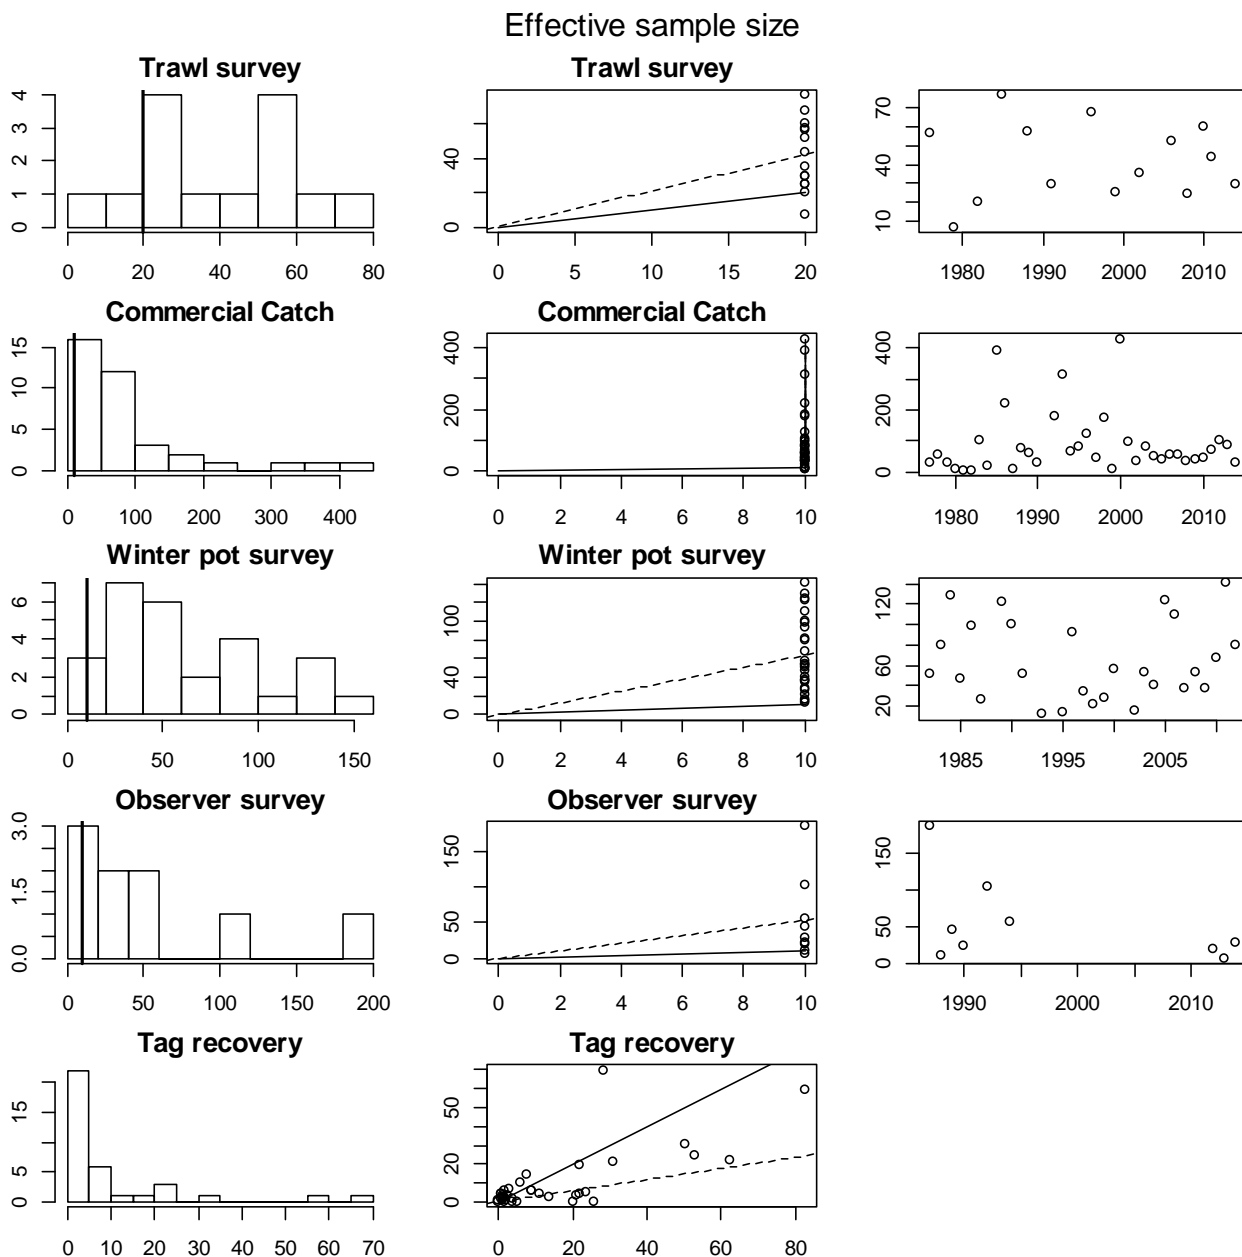 Effective sample size
Trawl survey Trawl survey
0 1 2 3 4
0 20 40 60 80
0 40
0 5 10 15 20
10 40 70
1980 1990 2000 2010
Commercial Catch Commercial Catch
0 5 10 15
0 100 200 300 400
0 200 400
0 2 4 6 8 10
0 200 400
1980 1990 2000 2010
Winter pot survey Winter pot survey
0 2 4 6
0 50 100 150
0 40 100
0 2 4 6 8 10
20 60 120
1985 1995 2005
Observer survey Observer survey
0.0 1.5 3.0
0 50 100 150 200
0 50 150
0 2 4 6 8 10
0 50 150
1990 2000 2010
Tag recovery Tag recovery
0 5 15
0 10 20 30 40 50 60 70
0 20 50
0 20 40 60 80